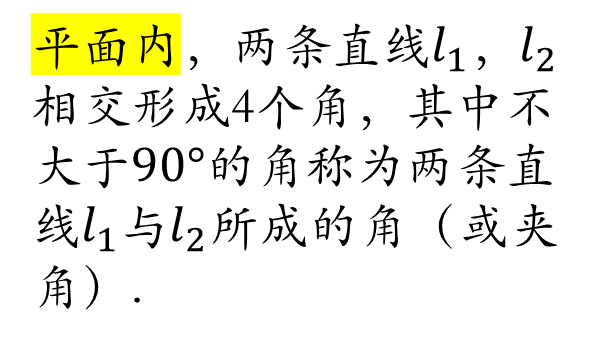 平面内，两条直线l₁，l₂
相交形成4个角，其中不
大于90°的角称为两条直
线l₁与l₂所成的角（或夹
角）.